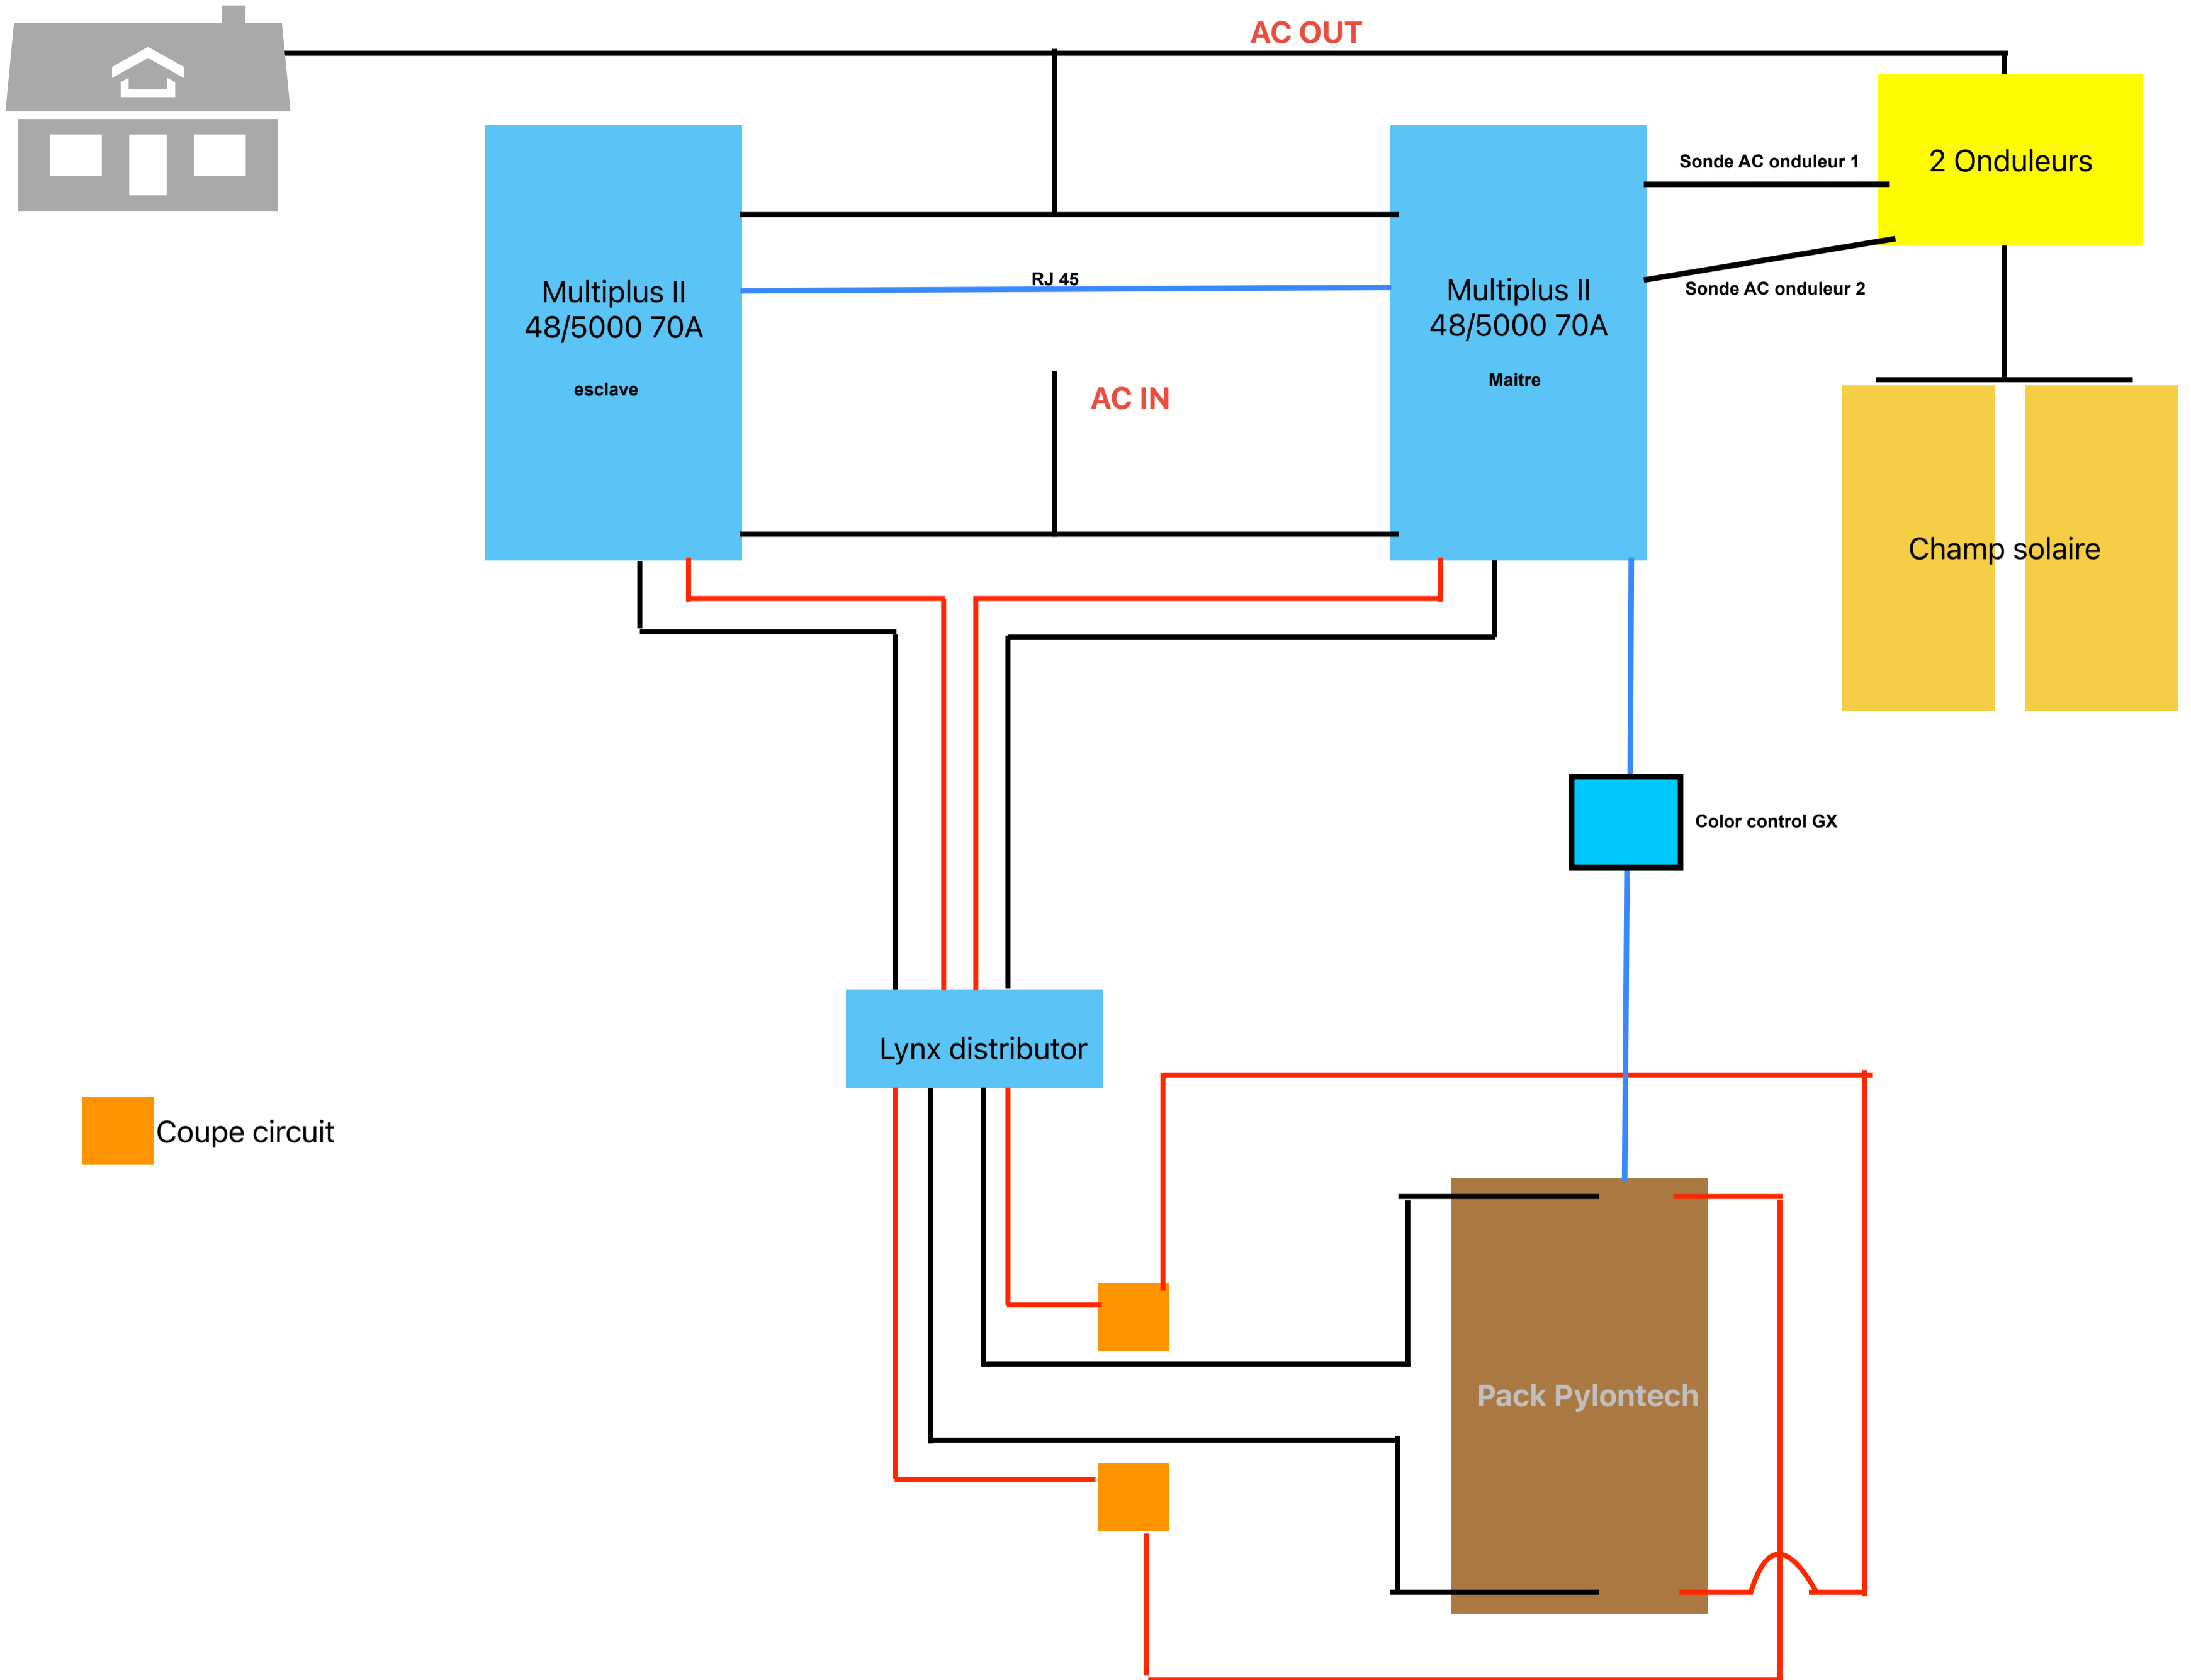 AC OUT
2 Onduleurs
Sonde AC onduleur 1
Sonde AC onduleur 2
Multiplus II
48/5000 70A
esclave
RJ 45
Multiplus II
48/5000 70A
Maitre
AC IN
Champ solaire
Color control GX
Lynx distributor
Coupe circuit
Pack Pylontech